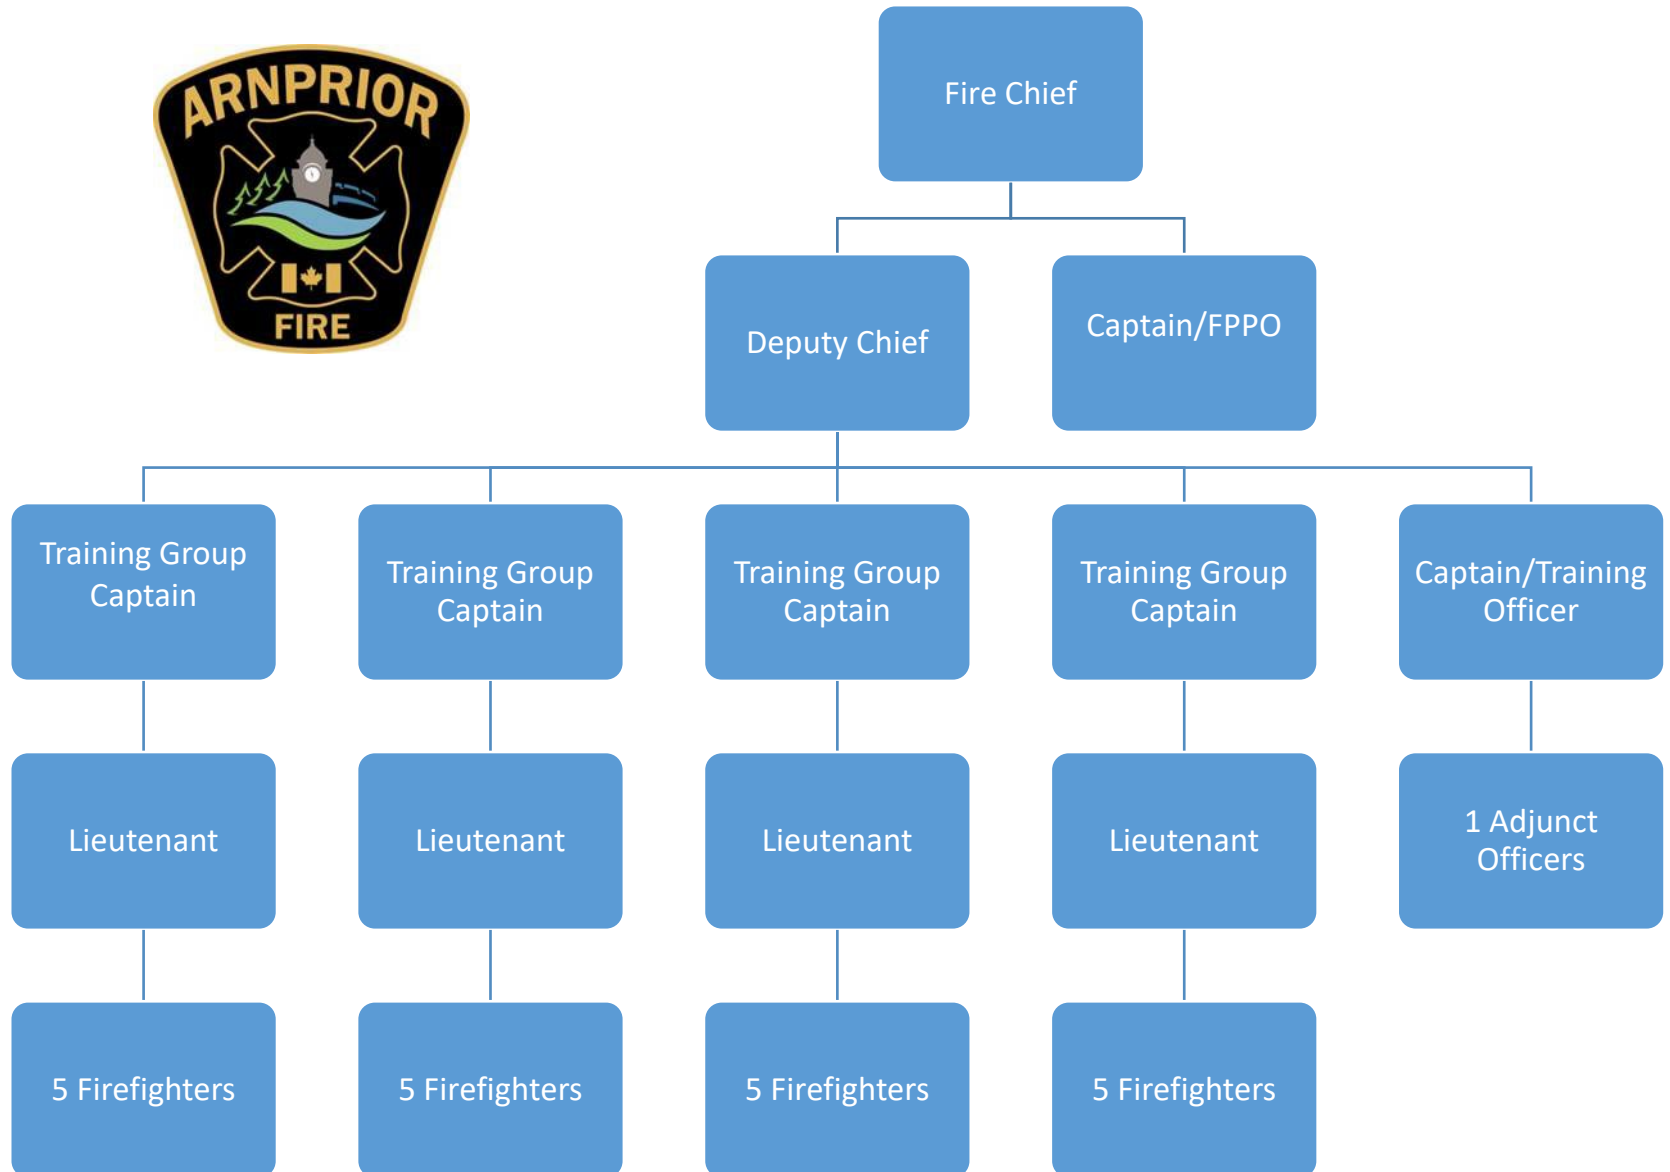 ARNPRIOR
FIRE
Fire Chief
Deputy Chief
Captain/FPPO
Training Group
Captain
Training Group
Captain
Training Group
Captain
Training Group
Captain
Captain/Training
Officer
Lieutenant
Lieutenant
Lieutenant
Lieutenant
1 Adjunct
Officers
5 Firefighters
5 Firefighters
5 Firefighters
5 Firefighters